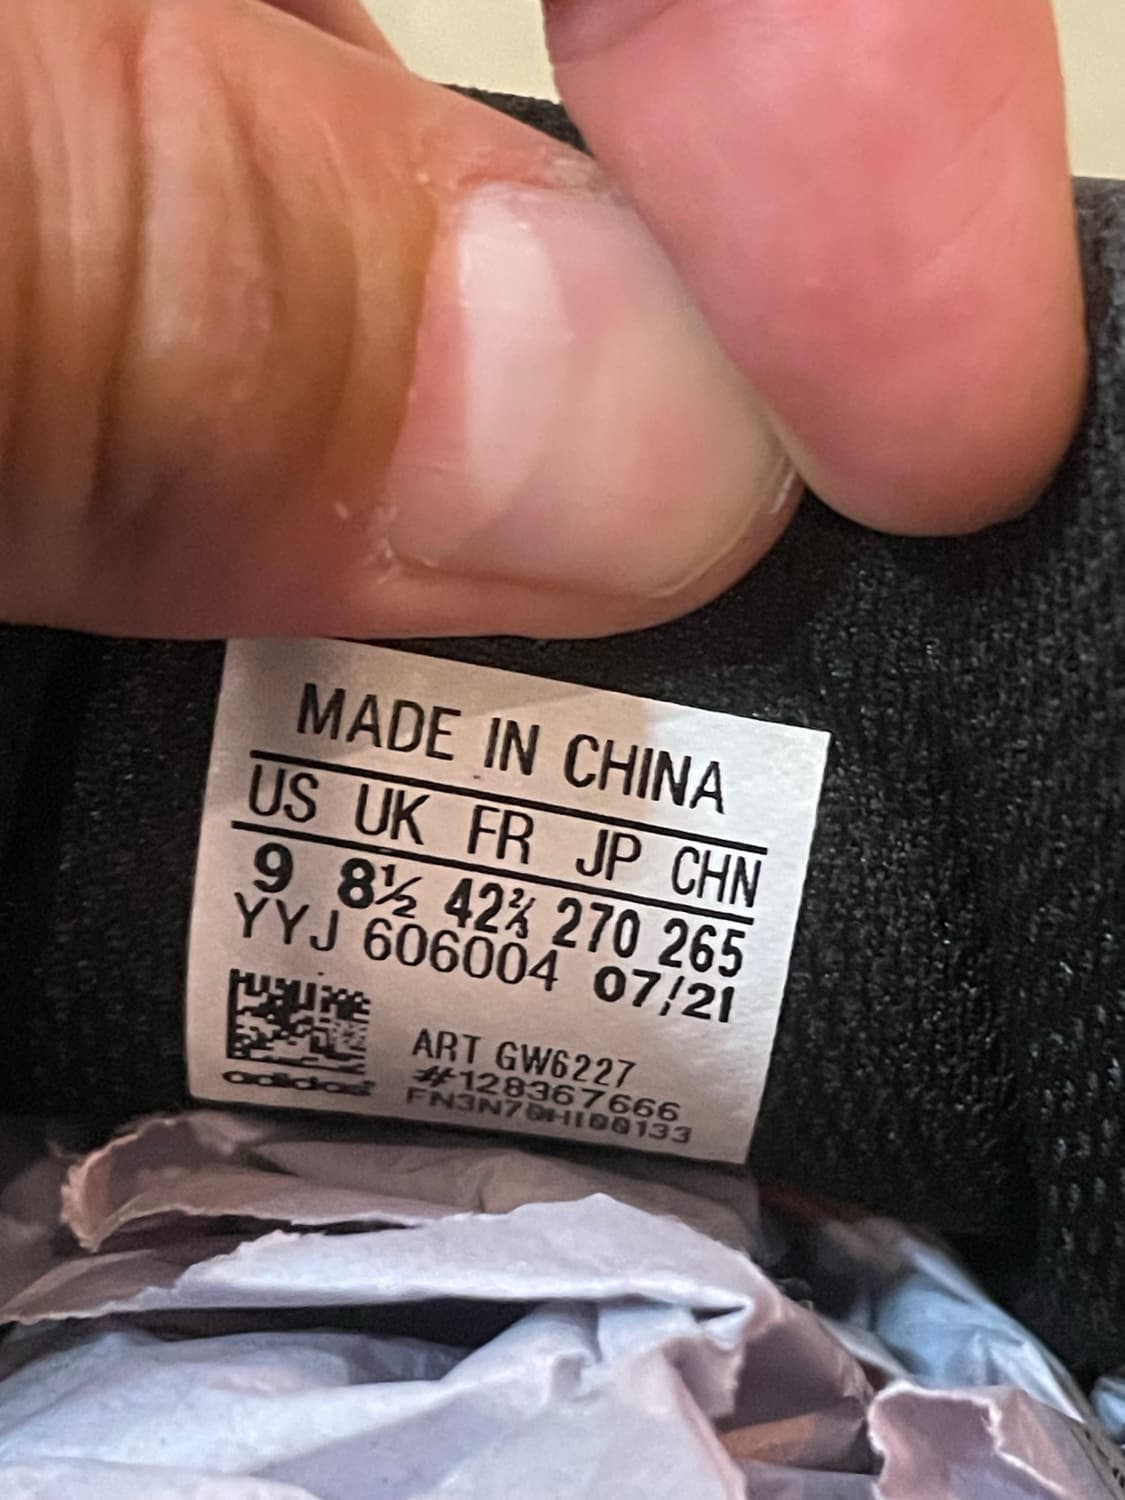 MADE IN CHINA
US UK FR JP CHN
9 8½ 42⅔ 270 265
YYJ 606004 07/21
ART GW6227
#128367666
adidas